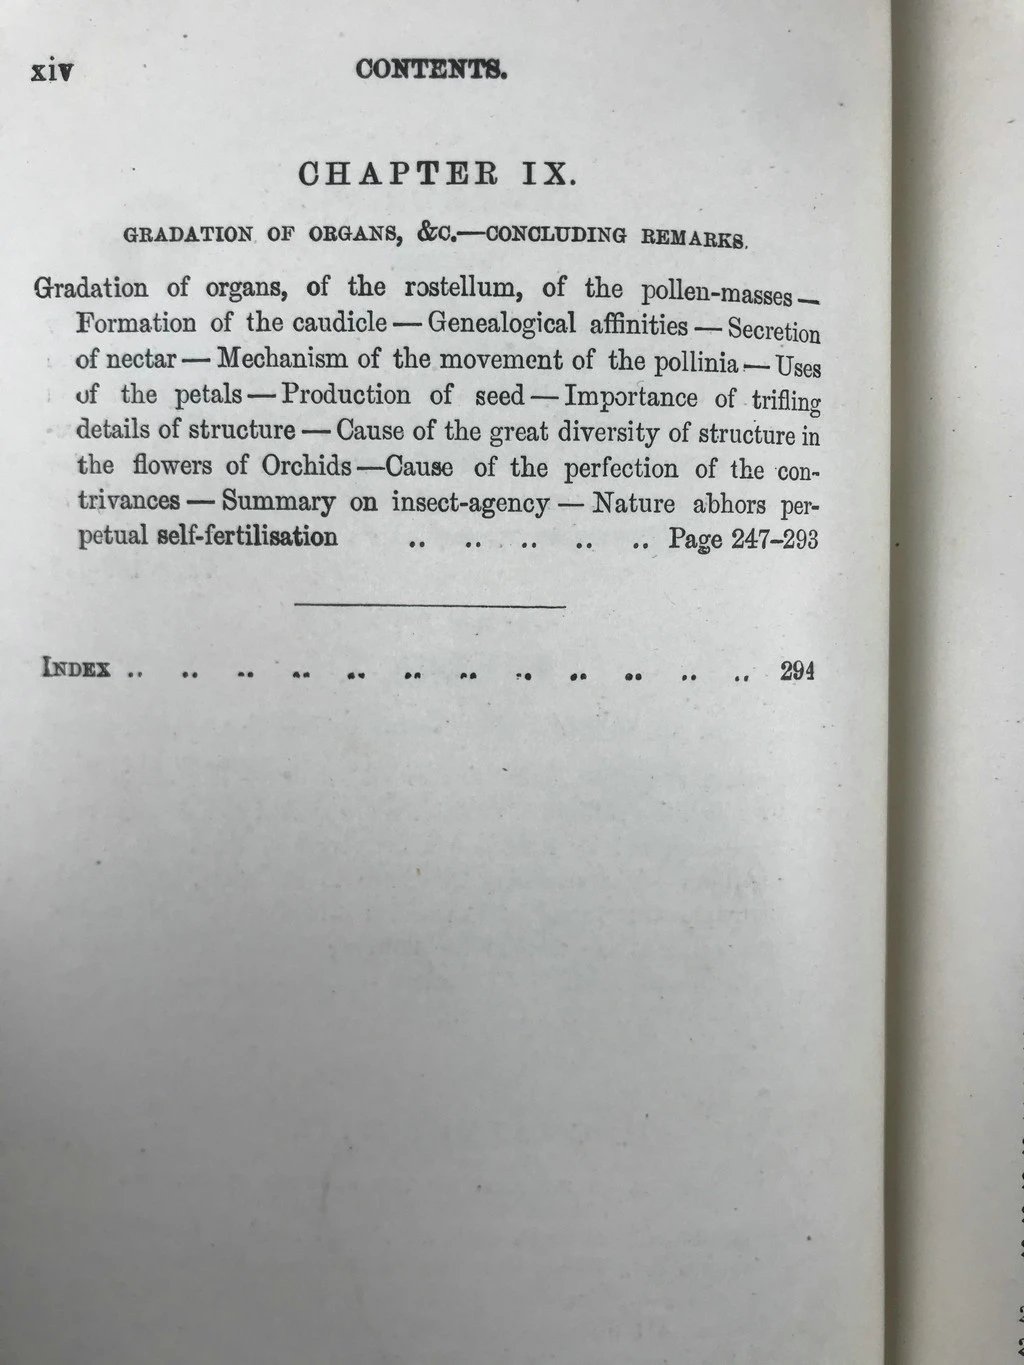 xiv CONTENTS.
CHAPTER IX.
GRADATION OF ORGANS, &C.—CONCLUDING REMARKS.
Gradation of organs, of the rostellum, of the pollen-masses —
Formation of the caudicle — Genealogical affinities — Secretion
of nectar — Mechanism of the movement of the pollinia — Uses
of the petals — Production of seed — Importance of trifling
details of structure — Cause of the great diversity of structure in
the flowers of Orchids —Cause of the perfection of the con-
trivances — Summary on insect-agency — Nature abhors per-
petual self-fertilisation .. .. .. .. .. Page 247–293
INDEX .. .. .. .. .. .. .. .. .. .. .. .. 294